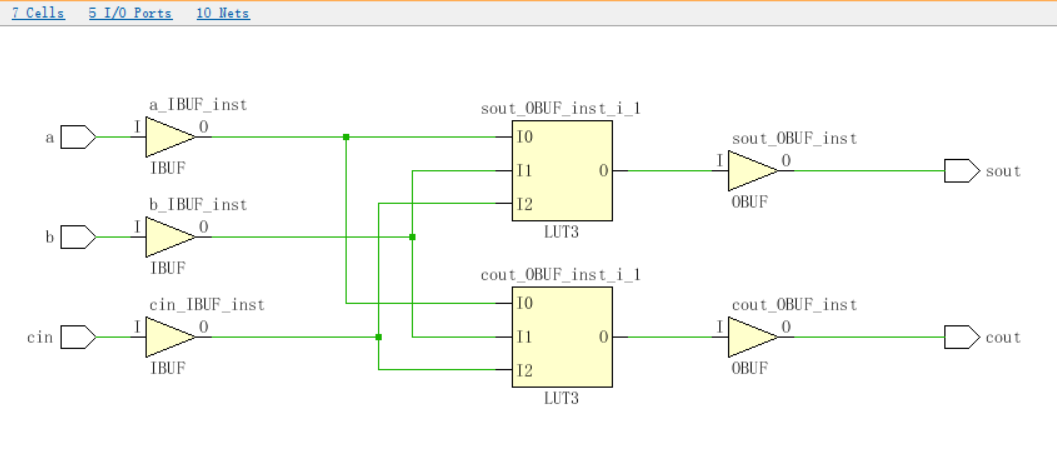 7 Cells 5 I/O Ports 10 Nets
a_IBUF_inst
a I O
IBUF
sout_OBUF_inst_i_1
I0
I1 O
I2
LUT3
sout_OBUF_inst
I O sout
OBUF
b_IBUF_inst
b I O
IBUF
cout_OBUF_inst_i_1
I0
I1 O
I2
LUT3
cin_IBUF_inst
cin I O
IBUF
cout_OBUF_inst
I O cout
OBUF